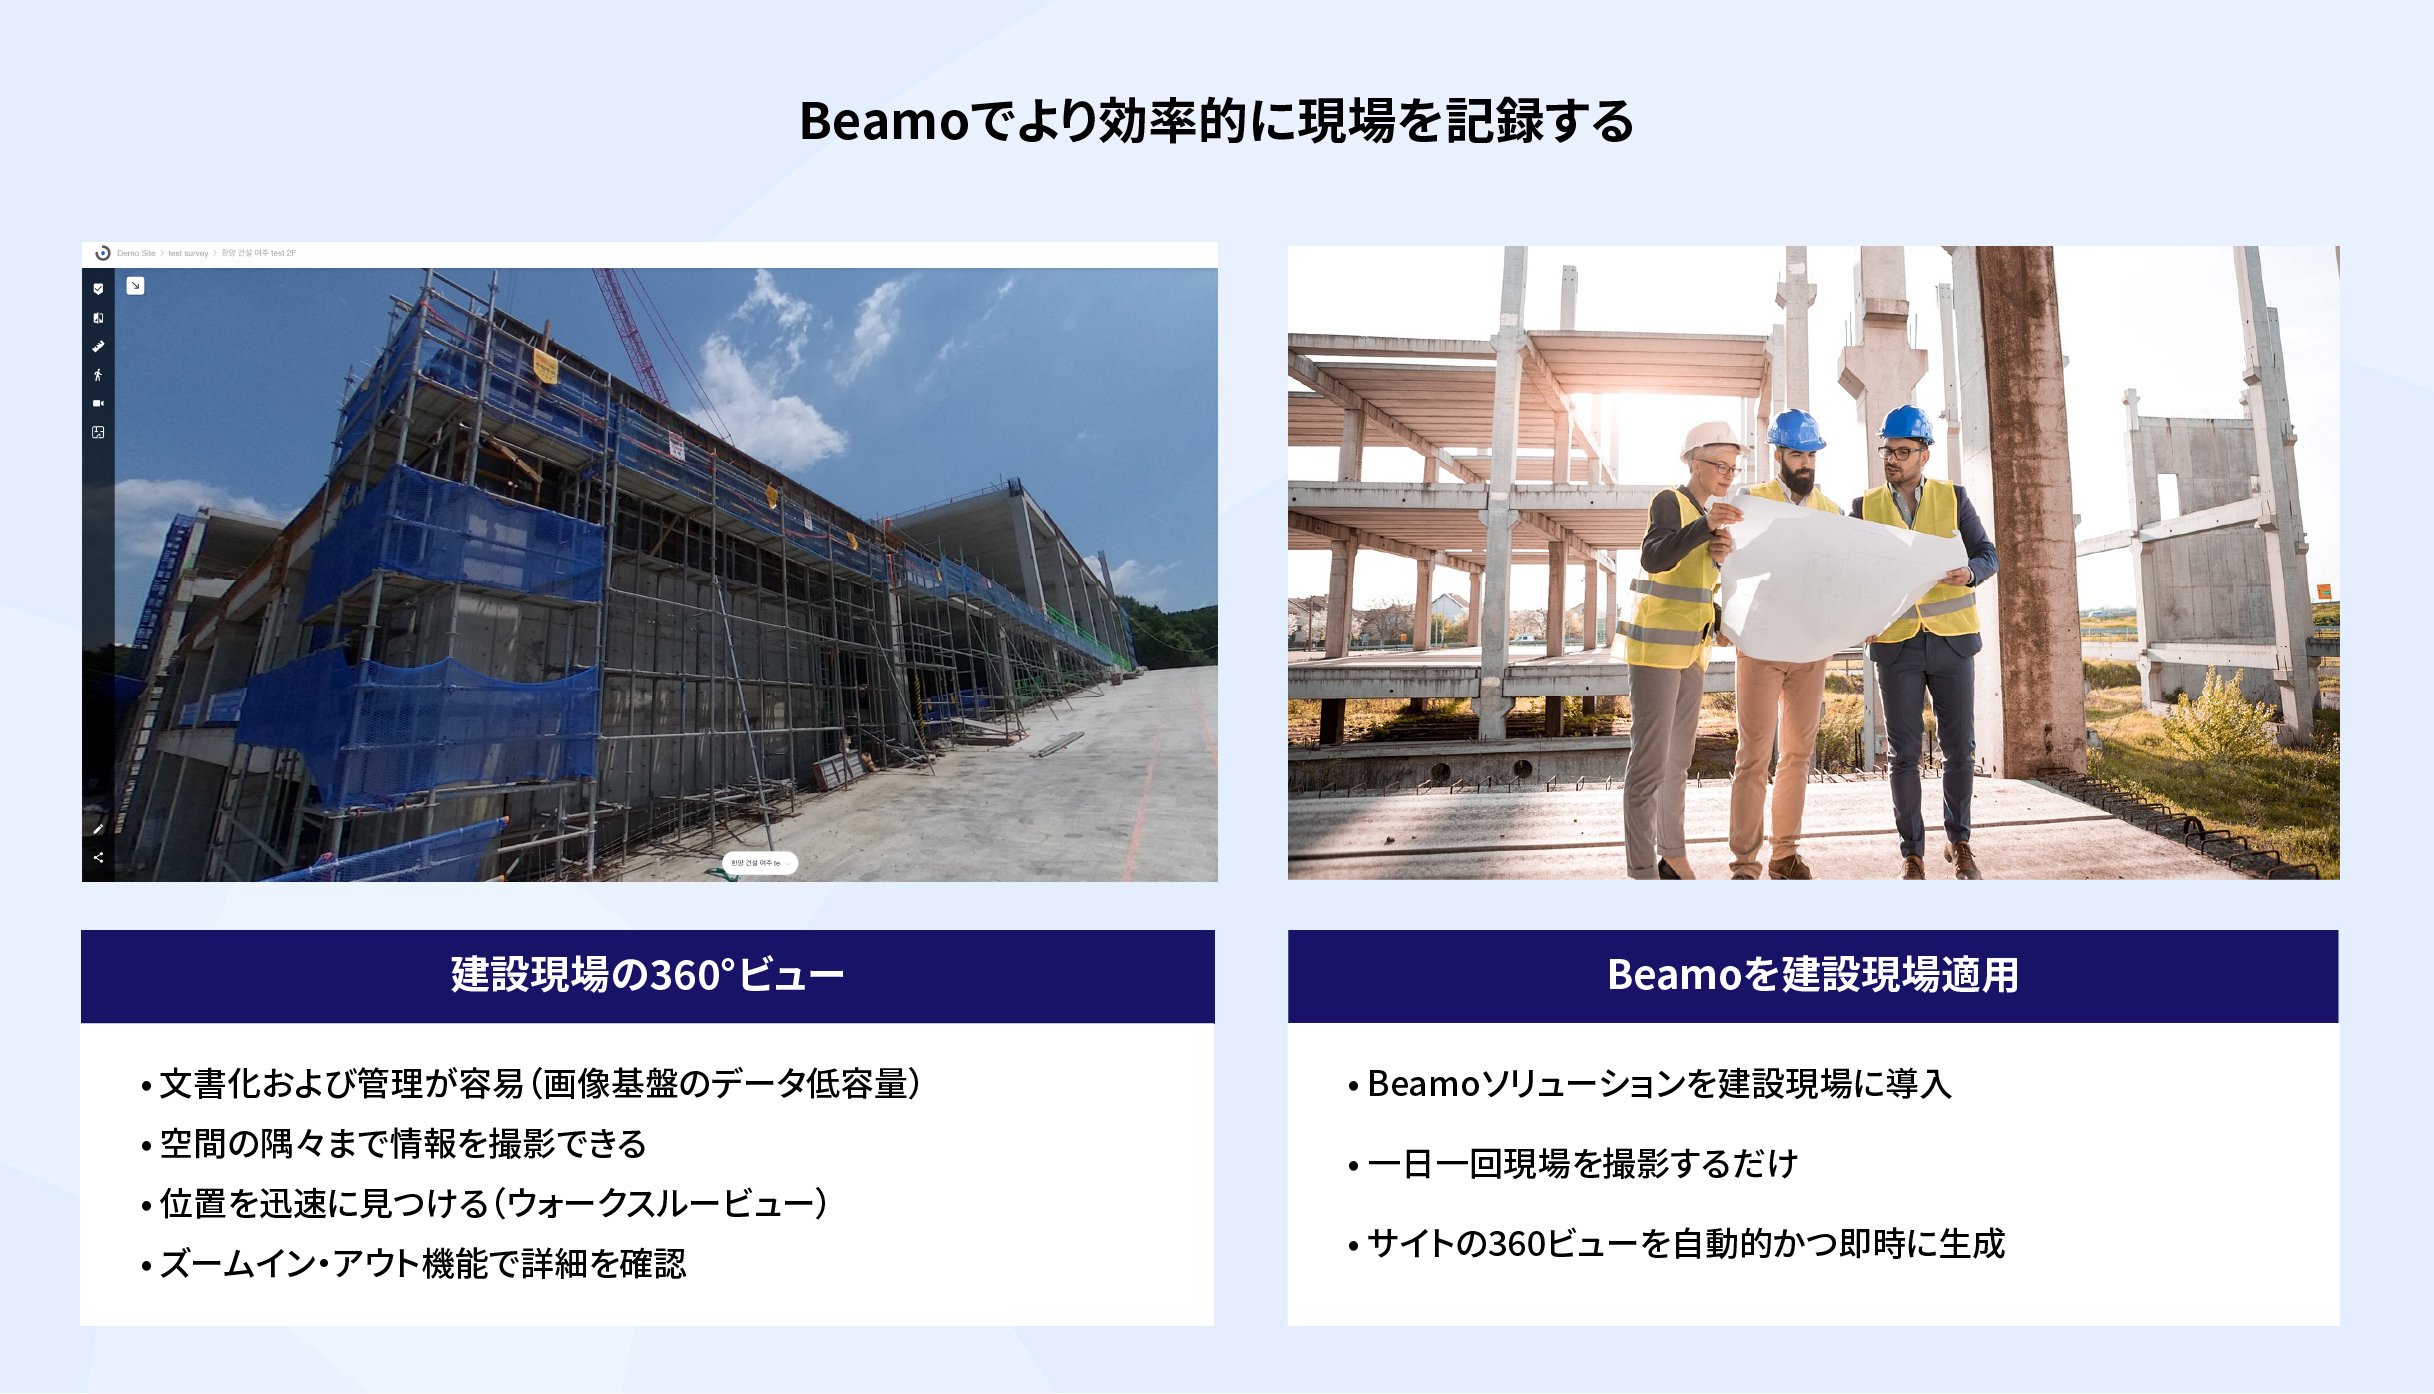 Beamoでより効率的に現場を記録する
Demo Site > test survey > 한양 건설 여주 test 2F
한양 건설 여주 te
建設現場の360°ビュー
• 文書化および管理が容易（画像基盤のデータ低容量）
• 空間の隅々まで情報を撮影できる
• 位置を迅速に見つける（ウォークスルービュー）
• ズームイン・アウト機能で詳細を確認
Beamoを建設現場適用
• Beamoソリューションを建設現場に導入
• 一日一回現場を撮影するだけ
• サイトの360ビューを自動的かつ即時に生成